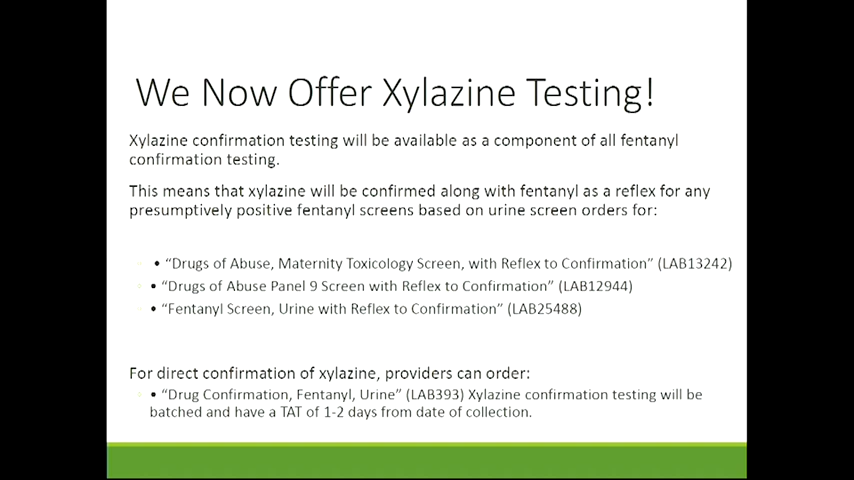 We Now Offer Xylazine Testing!
Xylazine confirmation testing will be available as a component of all fentanyl
confirmation testing.
This means that xylazine will be confirmed along with fentanyl as a reflex for any
presumptively positive fentanyl screens based on urine screen orders for:
• “Drugs of Abuse, Maternity Toxicology Screen, with Reflex to Confirmation” (LAB13242)
• “Drugs of Abuse Panel 9 Screen with Reflex to Confirmation” (LAB12944)
• “Fentanyl Screen, Urine with Reflex to Confirmation” (LAB25488)
For direct confirmation of xylazine, providers can order:
• “Drug Confirmation, Fentanyl, Urine” (LAB393) Xylazine confirmation testing will be
batched and have a TAT of 1-2 days from date of collection.